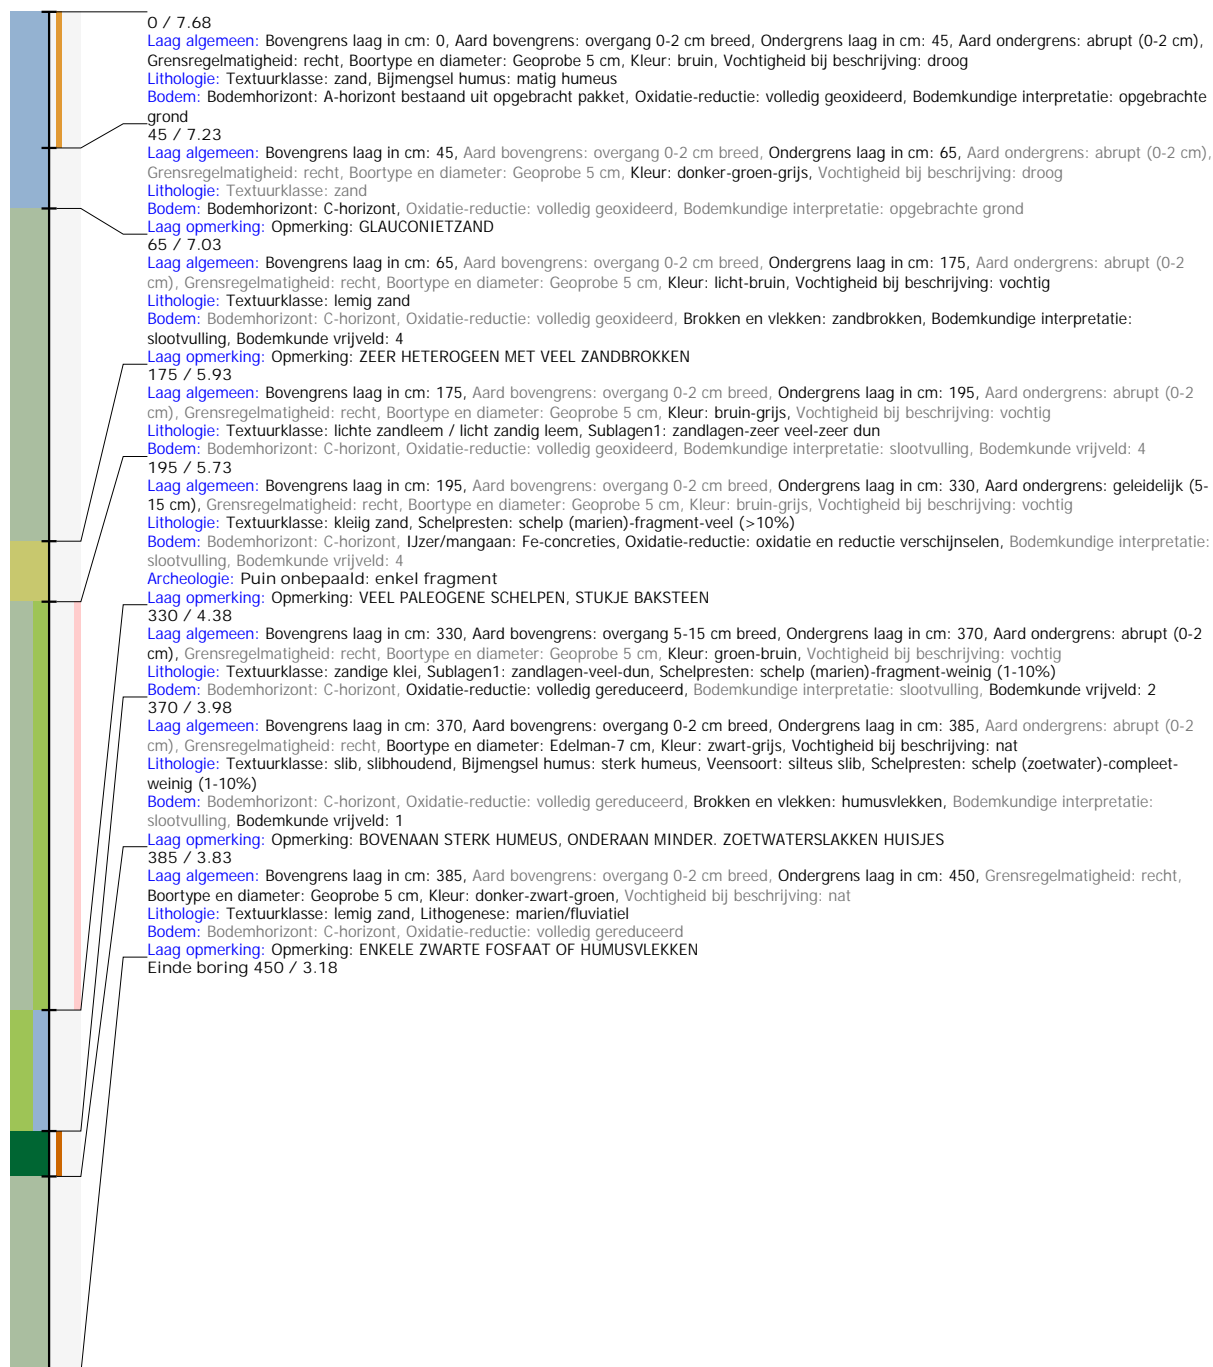 0 / 7.68
Laag algemeen: Bovengrens laag in cm: 0, Aard bovengrens: overgang 0-2 cm breed, Ondergrens laag in cm: 45, Aard ondergrens: abrupt (0-2 cm),
Grensregelmatigheid: recht, Boortype en diameter: Geoprobe 5 cm, Kleur: bruin, Vochtigheid bij beschrijving: droog
Lithologie: Textuurklasse: zand, Bijmengsel humus: matig humeus
Bodem: Bodemhorizont: A-horizont bestaand uit opgebracht pakket, Oxidatie-reductie: volledig geoxideerd, Bodemkundige interpretatie: opgebrachte
grond
45 / 7.23
Laag algemeen: Bovengrens laag in cm: 45, Aard bovengrens: overgang 0-2 cm breed, Ondergrens laag in cm: 65, Aard ondergrens: abrupt (0-2 cm),
Grensregelmatigheid: recht, Boortype en diameter: Geoprobe 5 cm, Kleur: donker-groen-grijs, Vochtigheid bij beschrijving: droog
Lithologie: Textuurklasse: zand
Bodem: Bodemhorizont: C-horizont, Oxidatie-reductie: volledig geoxideerd, Bodemkundige interpretatie: opgebrachte grond
Laag opmerking: Opmerking: GLAUCONIETZAND
65 / 7.03
Laag algemeen: Bovengrens laag in cm: 65, Aard bovengrens: overgang 0-2 cm breed, Ondergrens laag in cm: 175, Aard ondergrens: abrupt (0-2
cm), Grensregelmatigheid: recht, Boortype en diameter: Geoprobe 5 cm, Kleur: licht-bruin, Vochtigheid bij beschrijving: vochtig
Lithologie: Textuurklasse: lemig zand
Bodem: Bodemhorizont: C-horizont, Oxidatie-reductie: volledig geoxideerd, Brokken en vlekken: zandbrokken, Bodemkundige interpretatie:
slootvulling, Bodemkunde vrijveld: 4
Laag opmerking: Opmerking: ZEER HETEROGEEN MET VEEL ZANDBROKKEN
175 / 5.93
Laag algemeen: Bovengrens laag in cm: 175, Aard bovengrens: overgang 0-2 cm breed, Ondergrens laag in cm: 195, Aard ondergrens: abrupt (0-2
cm), Grensregelmatigheid: recht, Boortype en diameter: Geoprobe 5 cm, Kleur: bruin-grijs, Vochtigheid bij beschrijving: vochtig
Lithologie: Textuurklasse: lichte zandleem / licht zandig leem, Sublagen1: zandlagen-zeer veel-zeer dun
Bodem: Bodemhorizont: C-horizont, Oxidatie-reductie: volledig geoxideerd, Bodemkundige interpretatie: slootvulling, Bodemkunde vrijveld: 4
195 / 5.73
Laag algemeen: Bovengrens laag in cm: 195, Aard bovengrens: overgang 0-2 cm breed, Ondergrens laag in cm: 330, Aard ondergrens: geleidelijk (5-
15 cm), Grensregelmatigheid: recht, Boortype en diameter: Geoprobe 5 cm, Kleur: bruin-grijs, Vochtigheid bij beschrijving: vochtig
Lithologie: Textuurklasse: kleiig zand, Schelpresten: schelp (marien)-fragment-veel (>10%)
Bodem: Bodemhorizont: C-horizont, IJzer/mangaan: Fe-concreties, Oxidatie-reductie: oxidatie en reductie verschijnselen, Bodemkundige interpretatie:
slootvulling, Bodemkunde vrijveld: 4
Archeologie: Puin onbepaald: enkel fragment
Laag opmerking: Opmerking: VEEL PALEOGENE SCHELPEN, STUKJE BAKSTEEN
330 / 4.38
Laag algemeen: Bovengrens laag in cm: 330, Aard bovengrens: overgang 5-15 cm breed, Ondergrens laag in cm: 370, Aard ondergrens: abrupt (0-2
cm), Grensregelmatigheid: recht, Boortype en diameter: Geoprobe 5 cm, Kleur: groen-bruin, Vochtigheid bij beschrijving: vochtig
Lithologie: Textuurklasse: zandige klei, Sublagen1: zandlagen-veel-dun, Schelpresten: schelp (marien)-fragment-weinig (1-10%)
Bodem: Bodemhorizont: C-horizont, Oxidatie-reductie: volledig gereduceerd, Bodemkundige interpretatie: slootvulling, Bodemkunde vrijveld: 2
370 / 3.98
Laag algemeen: Bovengrens laag in cm: 370, Aard bovengrens: overgang 0-2 cm breed, Ondergrens laag in cm: 385, Aard ondergrens: abrupt (0-2
cm), Grensregelmatigheid: recht, Boortype en diameter: Edelman-7 cm, Kleur: zwart-grijs, Vochtigheid bij beschrijving: nat
Lithologie: Textuurklasse: slib, slibhoudend, Bijmengsel humus: sterk humeus, Veensoort: silteus slib, Schelpresten: schelp (zoetwater)-compleet-
weinig (1-10%)
Bodem: Bodemhorizont: C-horizont, Oxidatie-reductie: volledig gereduceerd, Brokken en vlekken: humusvlekken, Bodemkundige interpretatie:
slootvulling, Bodemkunde vrijveld: 1
Laag opmerking: Opmerking: BOVENAAN STERK HUMEUS, ONDERAAN MINDER. ZOETWATERSLAKKEN HUISJES
385 / 3.83
Laag algemeen: Bovengrens laag in cm: 385, Aard bovengrens: overgang 0-2 cm breed, Ondergrens laag in cm: 450, Grensregelmatigheid: recht,
Boortype en diameter: Geoprobe 5 cm, Kleur: donker-zwart-groen, Vochtigheid bij beschrijving: nat
Lithologie: Textuurklasse: lemig zand, Lithogenese: marien/fluviatiel
Bodem: Bodemhorizont: C-horizont, Oxidatie-reductie: volledig gereduceerd
Laag opmerking: Opmerking: ENKELE ZWARTE FOSFAAT OF HUMUSVLEKKEN
Einde boring 450 / 3.18